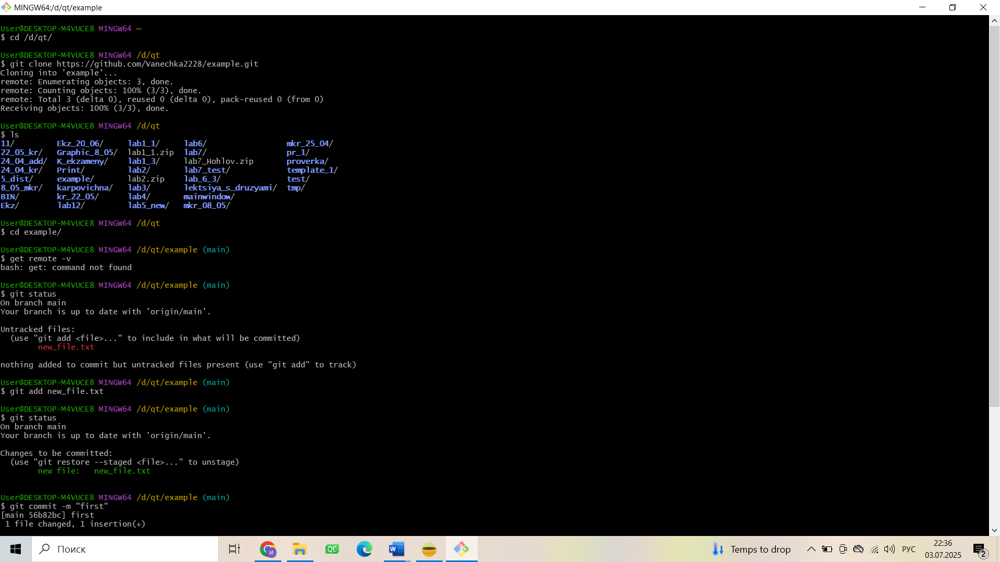 MINGW64:/d/qt/example
User@DESKTOP-M4VUCE8 MINGW64 ~
$ cd /d/qt/
User@DESKTOP-M4VUCE8 MINGW64 /d/qt
$ git clone https://github.com/Vanechka2228/example.git
Cloning into 'example'...
remote: Enumerating objects: 3, done.
remote: Counting objects: 100% (3/3), done.
remote: Total 3 (delta 0), reused 0 (delta 0), pack-reused 0 (from 0)
Receiving objects: 100% (3/3), done.
User@DESKTOP-M4VUCE8 MINGW64 /d/qt
$ ls
11/ Ekz_20_06/ lab1_1/ lab6/ mkr_25_04/
22_05_kr/ Graphic_8_05/ lab1_1.zip lab7/ pr_1/
24_04_add/ K_ekzameny/ lab1_3/ lab7_Hohlov.zip proverka/
24_04_kr/ Print/ lab2/ lab7_test/ template_1/
5_dist/ example/ lab2.zip lab_6_3/ test/
8_05_mkr/ karpovichna/ lab3/ lektsiya_s_druzyami/ tmp/
BIN/ kr_22_05/ lab4/ mainwindow/
Ekz/ lab12/ lab5_new/ mkr_08_05/
User@DESKTOP-M4VUCE8 MINGW64 /d/qt
$ cd example/
User@DESKTOP-M4VUCE8 MINGW64 /d/qt/example (main)
$ get remote -v
bash: get: command not found
User@DESKTOP-M4VUCE8 MINGW64 /d/qt/example (main)
$ git status
On branch main
Your branch is up to date with 'origin/main'.
Untracked files:
(use "git add <file>..." to include in what will be committed)
new_file.txt
nothing added to commit but untracked files present (use "git add" to track)
User@DESKTOP-M4VUCE8 MINGW64 /d/qt/example (main)
$ git add new_file.txt
User@DESKTOP-M4VUCE8 MINGW64 /d/qt/example (main)
$ git status
On branch main
Your branch is up to date with 'origin/main'.
Changes to be committed:
(use "git restore --staged <file>..." to unstage)
new file: new_file.txt
User@DESKTOP-M4VUCE8 MINGW64 /d/qt/example (main)
$ git commit -m "first"
[main 56b82bc] first
1 file changed, 1 insertion(+)
Поиск
И
QC
W
Temps to drop
РУС
22:36
03.07.2025
2